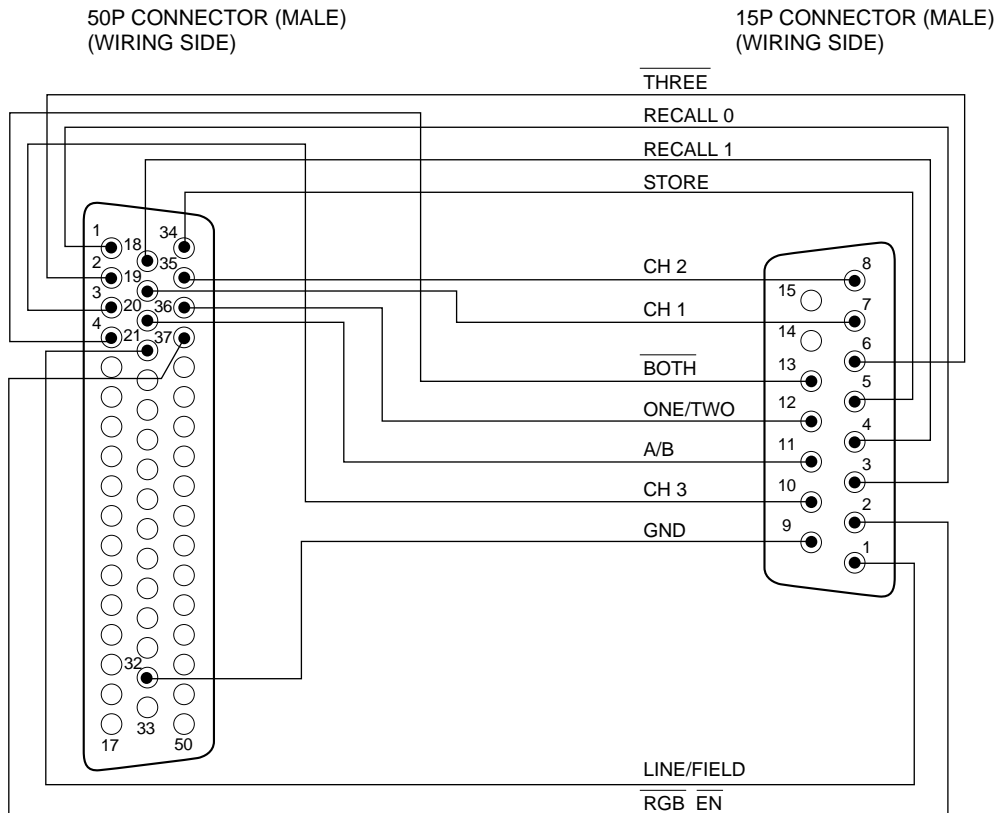 50P CONNECTOR (MALE)
(WIRING SIDE)
15P CONNECTOR (MALE)
(WIRING SIDE)
THREE
RECALL 0
RECALL 1
STORE
CH 2
CH 1
BOTH
ONE/TWO
A/B
CH 3
GND
LINE/FIELD
RGB EN
1
2
3
4
18
19
20
21
34
35
36
37
32
17
33
50
15
14
13
12
11
10
9
8
7
6
5
4
3
2
1